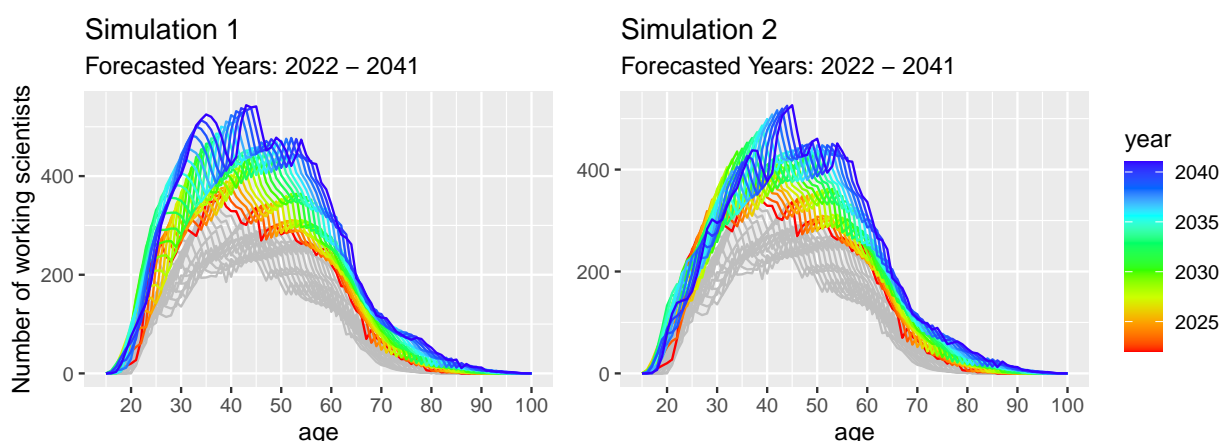 Simulation 1
Forecasted Years: 2022 – 2041
Number of working scientists
400
200
0
20 30 40 50 60 70 80 90 100
age
Simulation 2
Forecasted Years: 2022 – 2041
400
200
0
20 30 40 50 60 70 80 90 100
age
year
2040
2035
2030
2025